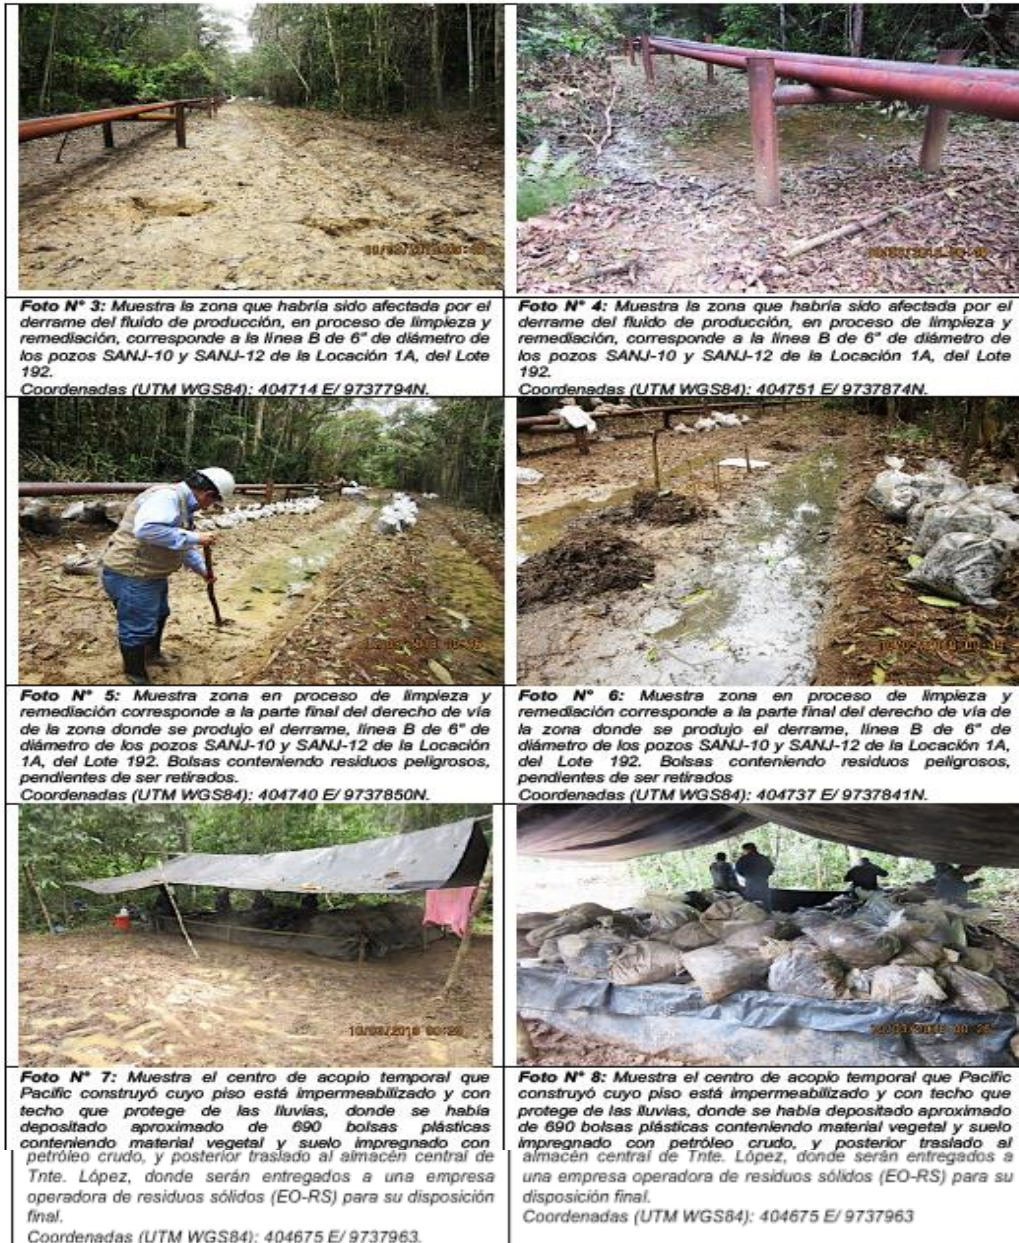 Foto N° 3: Muestra la zona que habría sido afectada por el
derrame del fluido de producción, en proceso de limpieza y
remediación, corresponde a la línea B de 6" de diámetro de
los pozos SANJ-10 y SANJ-12 de la Locación 1A, del Lote
192.
Coordenadas (UTM WGS84): 404714 E/ 9737794N.
Foto N° 4: Muestra la zona que habría sido afectada por el
derrame del fluido de producción, en proceso de limpieza y
remediación, corresponde a la línea B de 6" de diámetro de
los pozos SANJ-10 y SANJ-12 de la Locación 1A, del Lote
192.
Coordenadas (UTM WGS84): 404751 E/ 9737874N.
Foto N° 5: Muestra zona en proceso de limpieza y
remediación corresponde a la parte final del derecho de vía
de la zona donde se produjo el derrame, línea B de 6" de
diámetro de los pozos SANJ-10 y SANJ-12 de la Locación
1A, del Lote 192. Bolsas conteniendo residuos peligrosos,
pendientes de ser retirados.
Coordenadas (UTM WGS84): 404740 E/ 9737850N.
Foto N° 6: Muestra zona en proceso de limpieza y
remediación corresponde a la parte final del derecho de vía de
la zona donde se produjo el derrame, línea B de 6" de
diámetro de los pozos SANJ-10 y SANJ-12 de la Locación 1A,
del Lote 192. Bolsas conteniendo residuos peligrosos,
pendientes de ser retirados
Coordenadas (UTM WGS84): 404737 E/ 9737841N.
Foto N° 7: Muestra el centro de acopio temporal que
Pacific construyó cuyo piso está impermeabilizado y con
techo que protege de las lluvias, donde se había
depositado aproximado de 690 bolsas plásticas
conteniendo material vegetal y suelo impregnado con
petróleo crudo, y posterior traslado al almacén central de
Tnte. López, donde serán entregados a una empresa
operadora de residuos sólidos (EO-RS) para su disposición
final.
Coordenadas (UTM WGS84): 404675 E/ 9737963.
Foto N° 8: Muestra el centro de acopio temporal que Pacific
construyó cuyo piso está impermeabilizado y con techo que
protege de las lluvias, donde se había depositado aproximado
de 690 bolsas plásticas conteniendo material vegetal y suelo
impregnado con petróleo crudo, y posterior traslado al
almacén central de Tnte. López, donde serán entregados a
una empresa operadora de residuos sólidos (EO-RS) para su
disposición final.
Coordenadas (UTM WGS84): 404675 E/ 9737963